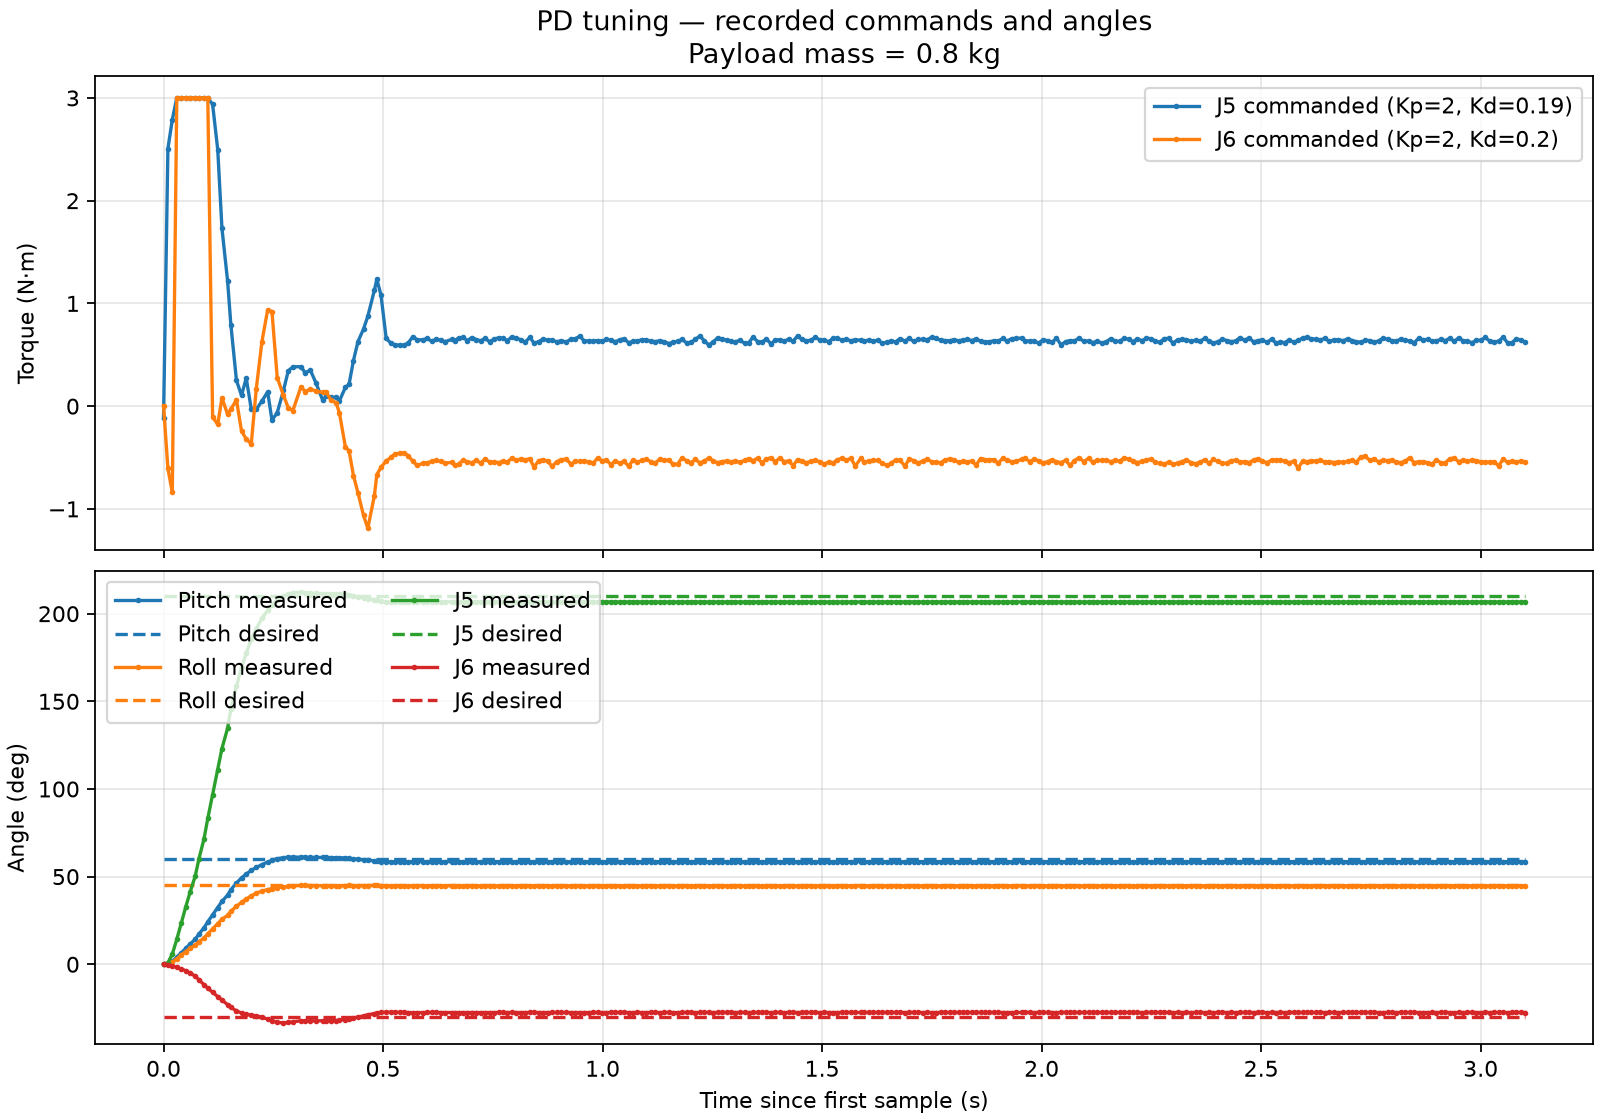 PD tuning — recorded commands and angles
Payload mass = 0.8 kg
Torque (N·m)
3
2
1
0
−1
J5 commanded (Kp=2, Kd=0.19)
J6 commanded (Kp=2, Kd=0.2)
Angle (deg)
200
150
100
50
0
Pitch measured
Pitch desired
Roll measured
Roll desired
J5 measured
J5 desired
J6 measured
J6 desired
0.0 0.5 1.0 1.5 2.0 2.5 3.0
Time since first sample (s)